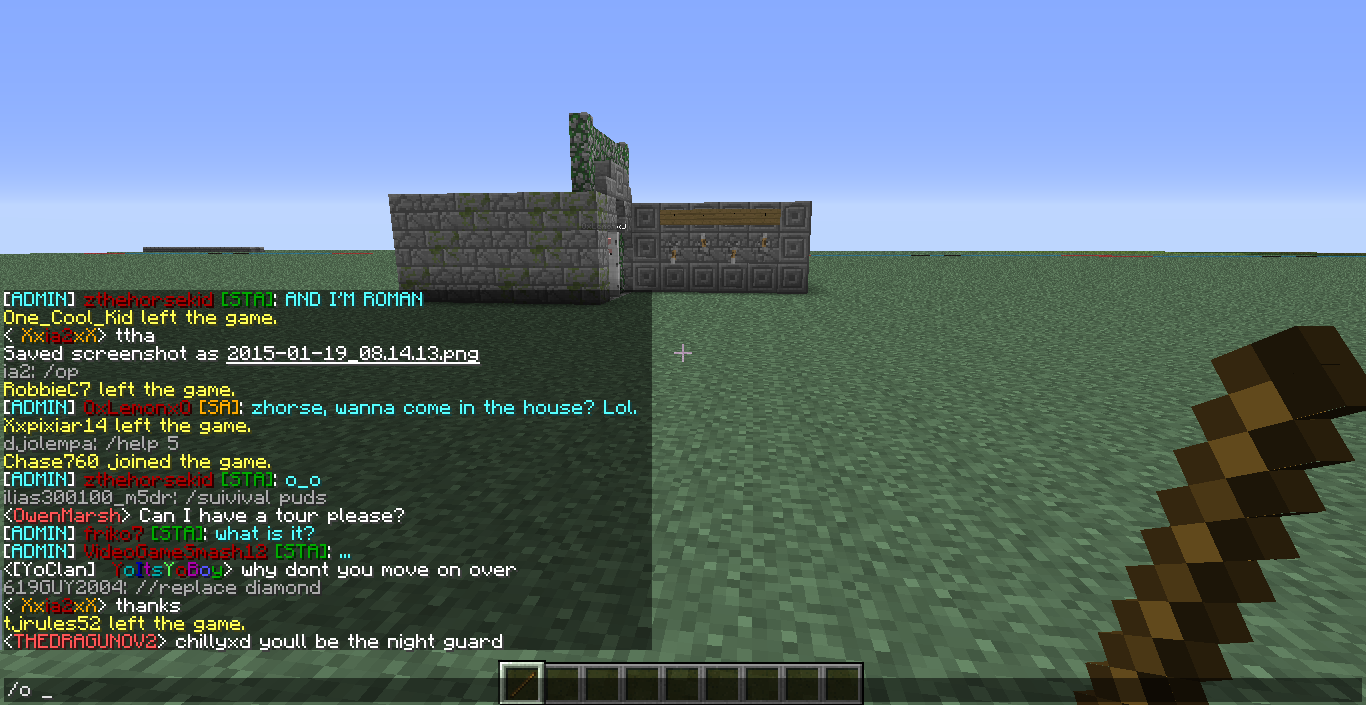 [ADMIN] zthehorsekid [STA]: AND I'M ROMAN
One_Cool_Kid left the game.
< Xxia2xX> ttha
Saved screenshot as 2015-01-19_08.14.13.png
ia2: /op
RobbieC7 left the game.
[ADMIN] 0xLemonx0 [SA]: zhorse, wanna come in the house? Lol.
Xxpixiar14 left the game.
djolempa: /help 5
Chase760 joined the game.
[ADMIN] zthehorsekid [STA]: o_o
ilias300100_m5dr: /suivival puds
<OwenMarsh> Can I have a tour please?
[ADMIN] friko7 [STA]: what is it?
[ADMIN] VideoGameSmash12 [STA]: ...
<[YoClan] YoItsYoBoy> why dont you move on over
619GUY2004: //replace diamond
< Xxia2xX> thanks
tjrules52 left the game.
<THEDRAGUNOV2> chillyxd youll be the night guard
/o _